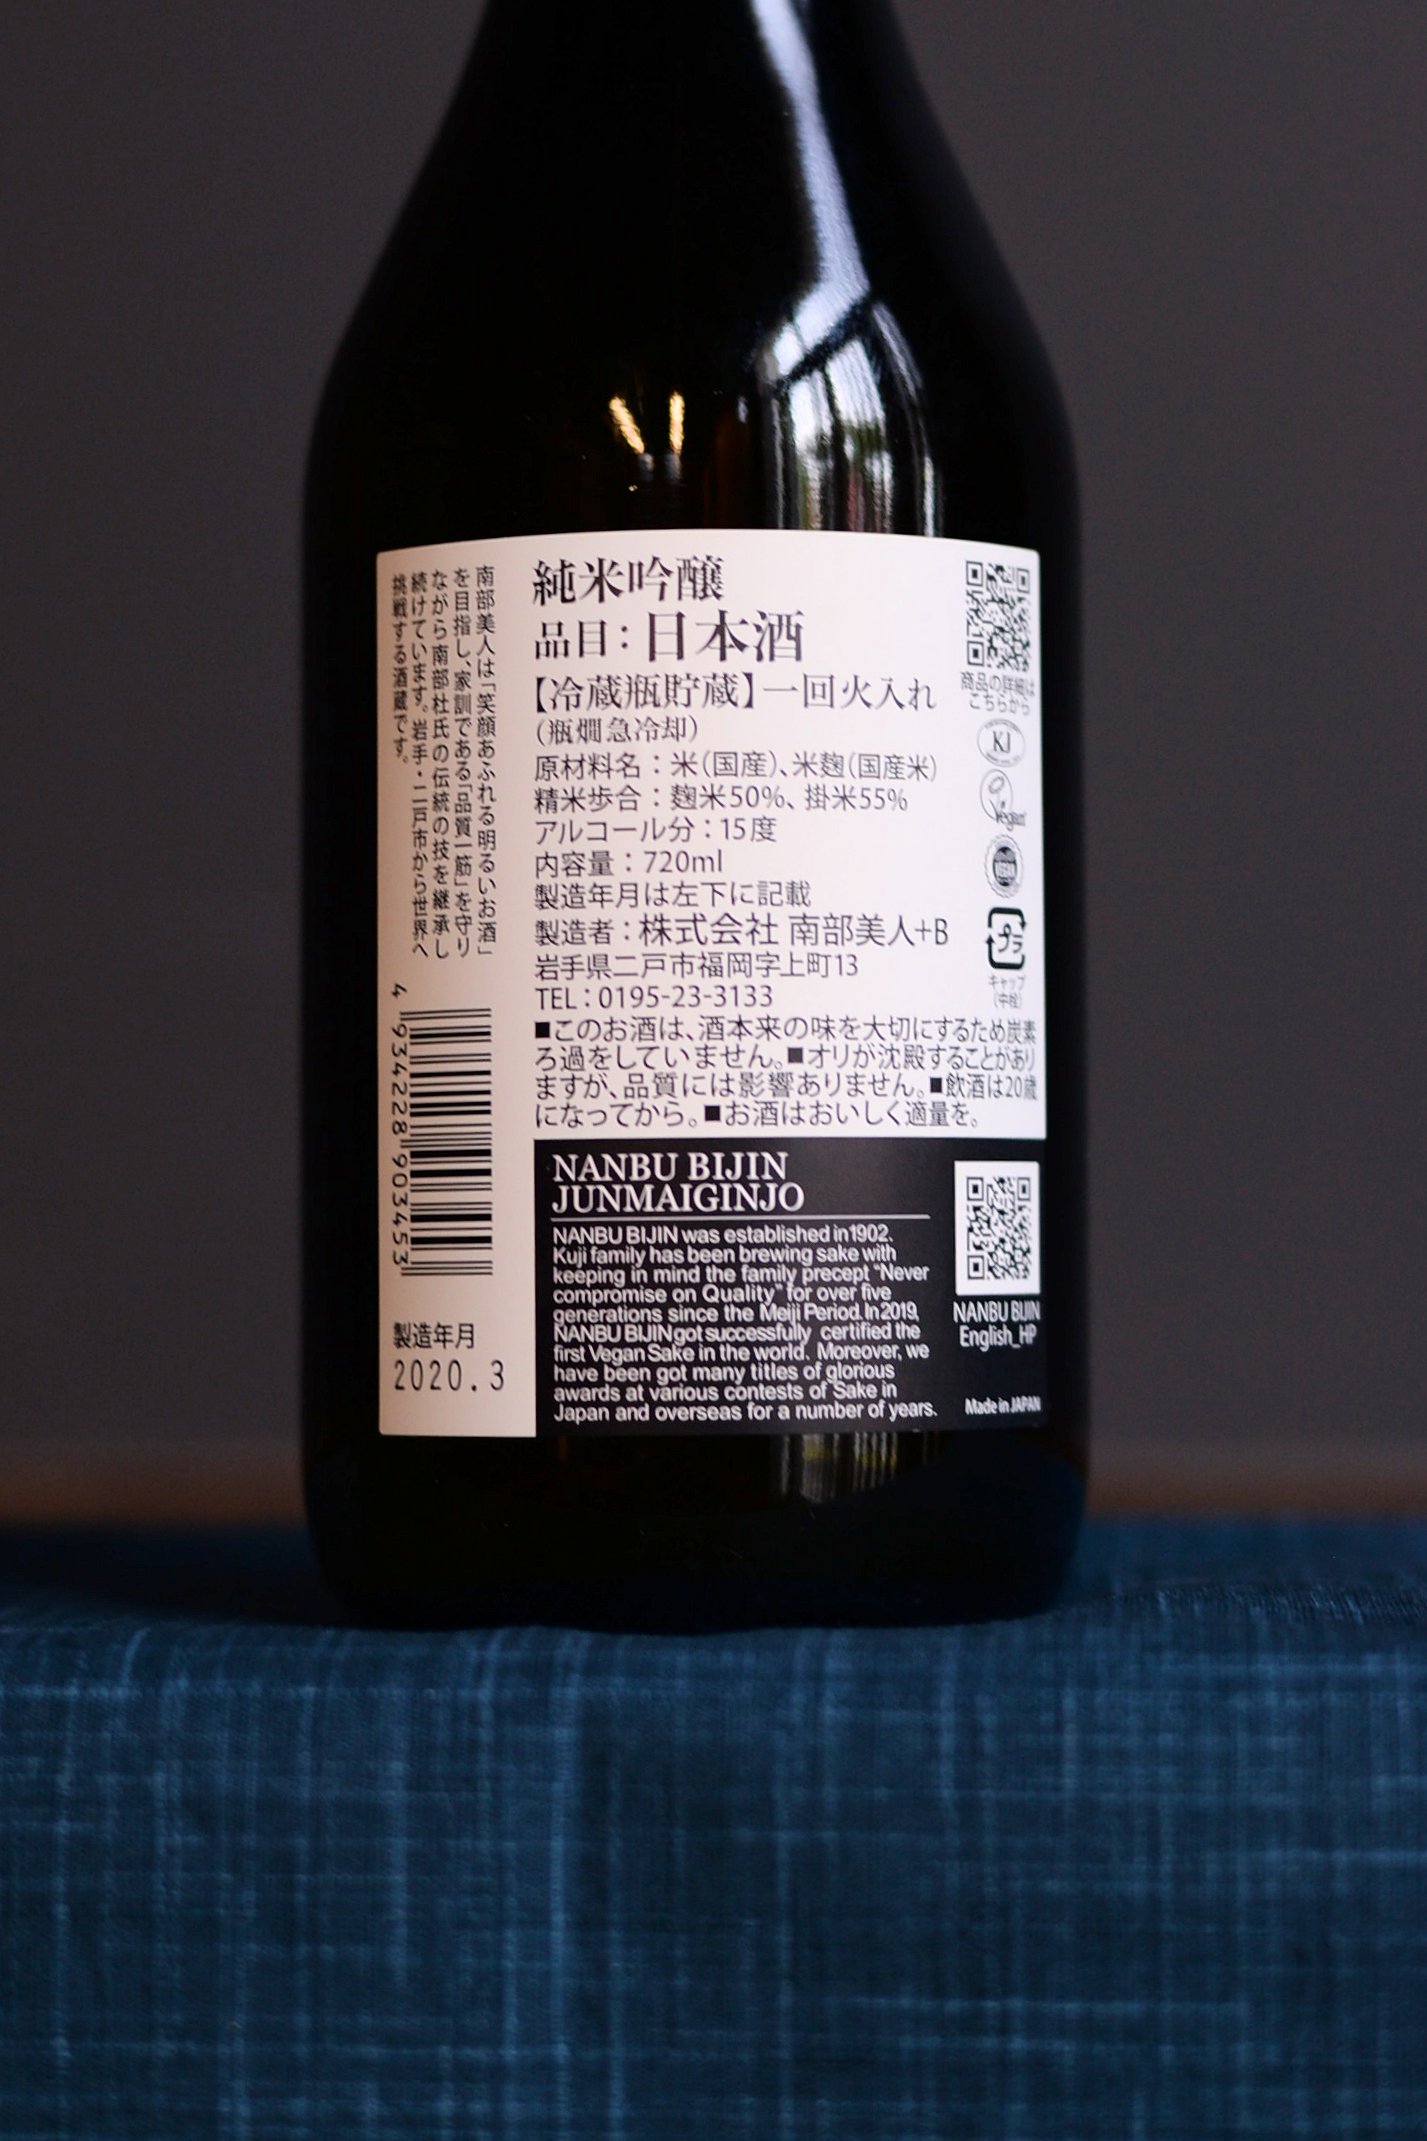 南部美人は「笑顔あふれる明るいお酒」
を目指し、家訓である「品質一筋」を守り
ながら南部杜氏の伝統の技を継承し
続けています。岩手・二戸市から世界へ
挑戦する酒蔵です。
4 934228 903453
製造年月
2020.3
純米吟醸
品目：日本酒
【冷蔵瓶貯蔵】一回火入れ
（瓶燗急冷却）
原材料名：米（国産）、米麹（国産米）
精米歩合：麹米50％、掛米55％
アルコール分：15度
内容量：720ml
製造年月は左下に記載
製造者：株式会社 南部美人+B
岩手県二戸市福岡字上町13
TEL：0195-23-3133
■このお酒は、酒本来の味を大切にするため炭素
ろ過をしていません。■オリが沈殿することがあり
ますが、品質には影響ありません。■飲酒は20歳
になってから。■お酒はおいしく適量を。
商品の詳細は
こちらから
KJ
Vegan
プラ
キャップ
（中栓）
NANBU BIJIN
JUNMAIGINJO
NANBU BIJIN was established in 1902.
Kuji family has been brewing sake with
keeping in mind the family precept "Never
compromise on Quality" for over five
generations since the Meiji Period. In 2019,
NANBU BIJIN got successfully certified the
first Vegan Sake in the world. Moreover, we
have been got many titles of glorious
awards at various contests of Sake in
Japan and overseas for a number of years.
NANBU BIJIN
English_HP
Made in JAPAN